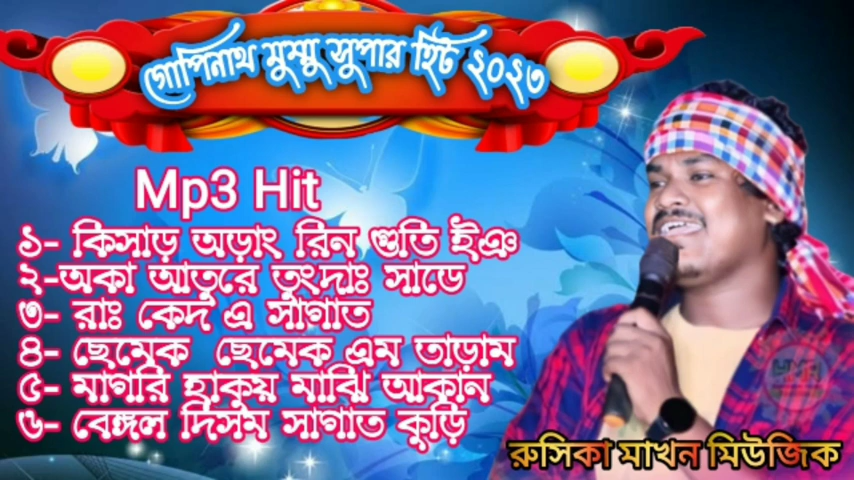 গোপিনাথ মুর্মু সুপার হিট ২০২৩
Mp3 Hit
১- কিসাড় অড়াং রিন গুতি ইঞ
২-অকা আতুরে তুংদাঃ সাডে
৩- রাঃ কেদ এ সাগাত
৪- ছেমেক ছেমেক এম তাড়াম
৫- মাগরি হাকুয় মাঝি আকান
৬- বেঙ্গল দিসম সাগাত কুড়ি
রুসিকা মাখন মিউজিক